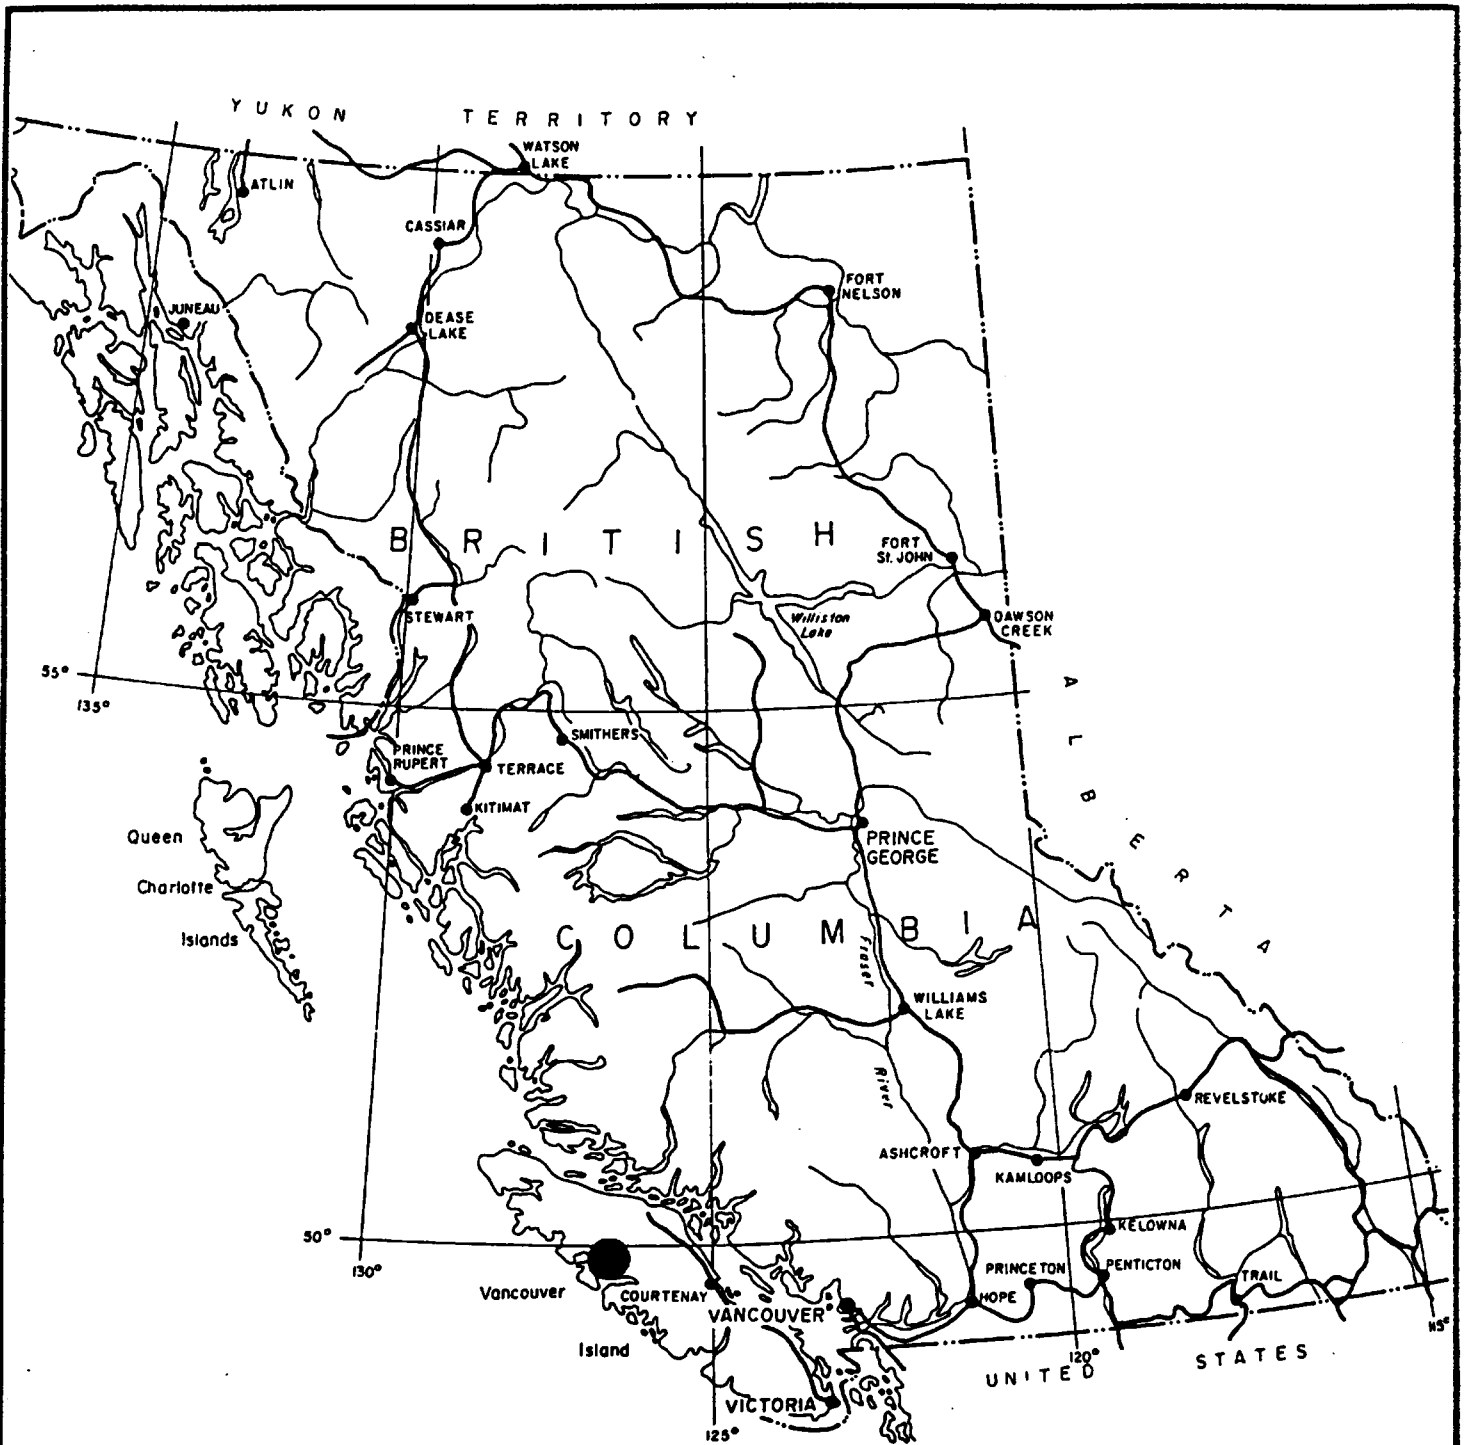 YUKON TERRITORY
WATSON
LAKE
ATLIN
CASSIAR
FORT
NELSON
JUNEAU
DEASE
LAKE
BRITISH
FORT
St. JOHN
STEWART
Williston
Lake
DAWSON
CREEK
55°
135°
ALBERTA
SMITHERS
PRINCE
RUPERT
TERRACE
KITIMAT
Queen
Charlotte
Islands
PRINCE
GEORGE
COLUMBIA
Fraser
River
WILLIAMS
LAKE
REVELSTOKE
ASHCROFT
KAMLOOPS
50°
130°
KELOWNA
PRINCETON
PENTICTON
TRAIL
HOPE
Vancouver
Island
COURTENAY
VANCOUVER
115°
120°
UNITED STATES
VICTORIA
125°